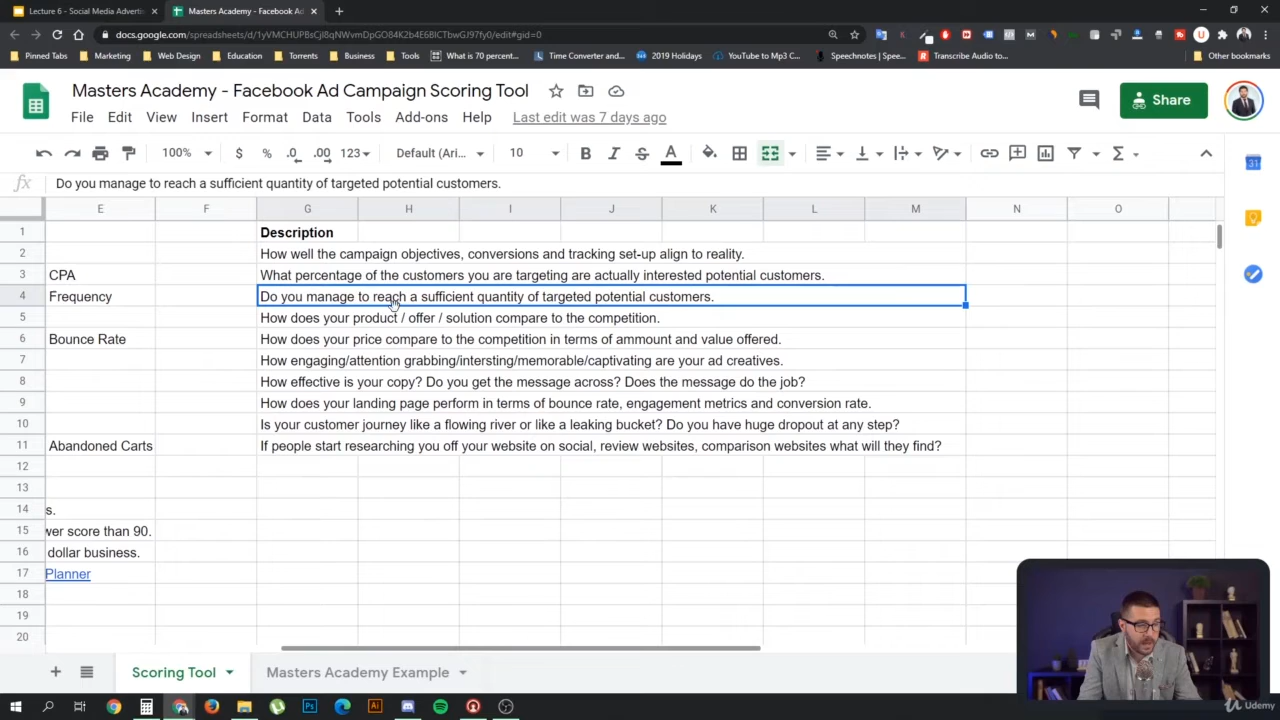 Lecture 6 - Social Media Adverti
Masters Academy - Facebook Ad
docs.google.com/spreadsheets/d/1yVMCHUPBsCjI8qNWvmDpGO84K2b4E6BICTbwGJ97fy0/edit#gid=0
Pinned Tabs
Marketing
Web Design
Education
Torrents
Business
Tools
What is 70 percent...
Time Converter and...
2019 Holidays
YouTube to Mp3 C...
Speechnotes | Spee...
Transcribe Audio to...
Other bookmarks
Masters Academy - Facebook Ad Campaign Scoring Tool
Share
File Edit View Insert Format Data Tools Add-ons Help Last edit was 7 days ago
100% $ % .0 .00 123 Default (Ari... 10 B I S A
fx Do you manage to reach a sufficient quantity of targeted potential customers.
E F G H I J K L M N O
1 Description
2 How well the campaign objectives, conversions and tracking set-up align to reality.
3 CPA What percentage of the customers you are targeting are actually interested potential customers.
4 Frequency Do you manage to reach a sufficient quantity of targeted potential customers.
5 How does your product / offer / solution compare to the competition.
6 Bounce Rate How does your price compare to the competition in terms of ammount and value offered.
7 How engaging/attention grabbing/intersting/memorable/captivating are your ad creatives.
8 How effective is your copy? Do you get the message across? Does the message do the job?
9 How does your landing page perform in terms of bounce rate, engagement metrics and conversion rate.
10 Is your customer journey like a flowing river or like a leaking bucket? Do you have huge dropout at any step?
11 Abandoned Carts If people start researching you off your website on social, review websites, comparison websites what will they find?
12
13
14 s.
15 wer score than 90.
16 dollar business.
17 Planner
18
19
20
Scoring Tool
Masters Academy Example
Udemy